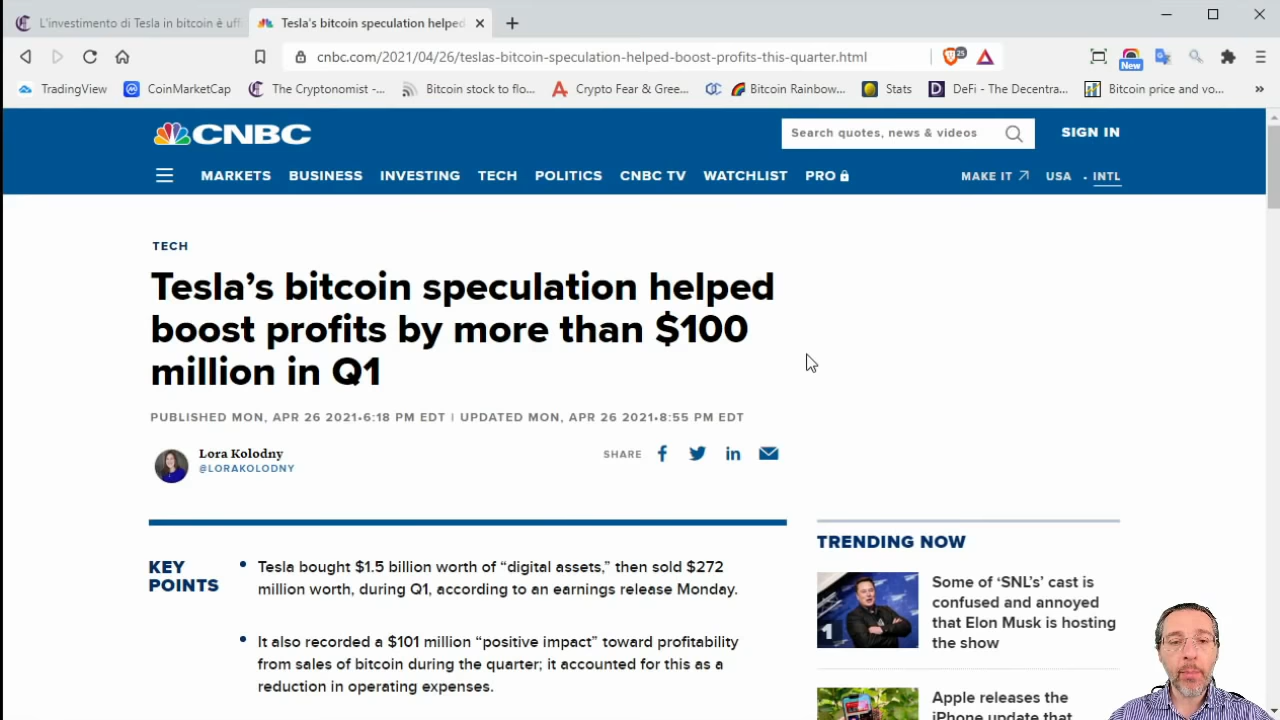 L'investimento di Tesla in bitcoin è uff
Tesla's bitcoin speculation helped
cnbc.com/2021/04/26/teslas-bitcoin-speculation-helped-boost-profits-this-quarter.html
25
New
TradingView
CoinMarketCap
The Cryptonomist -...
Bitcoin stock to flo...
Crypto Fear & Gree...
Bitcoin Rainbow...
Stats
DeFi - The Decentra...
Bitcoin price and vo...
»
CNBC
Search quotes, news & videos
SIGN IN
MARKETS BUSINESS INVESTING TECH POLITICS CNBC TV WATCHLIST PRO
MAKE IT USA • INTL
TECH
Tesla’s bitcoin speculation helped
boost profits by more than $100
million in Q1
PUBLISHED MON, APR 26 2021•6:18 PM EDT | UPDATED MON, APR 26 2021•8:55 PM EDT
Lora Kolodny
@LORAKOLODNY
SHARE
KEY
POINTS
• Tesla bought $1.5 billion worth of “digital assets,” then sold $272
million worth, during Q1, according to an earnings release Monday.
• It also recorded a $101 million “positive impact” toward profitability
from sales of bitcoin during the quarter; it accounted for this as a
reduction in operating expenses.
TRENDING NOW
1
Some of ‘SNL’s’ cast is
confused and annoyed
that Elon Musk is hosting
the show
Apple releases the
iPhone update that